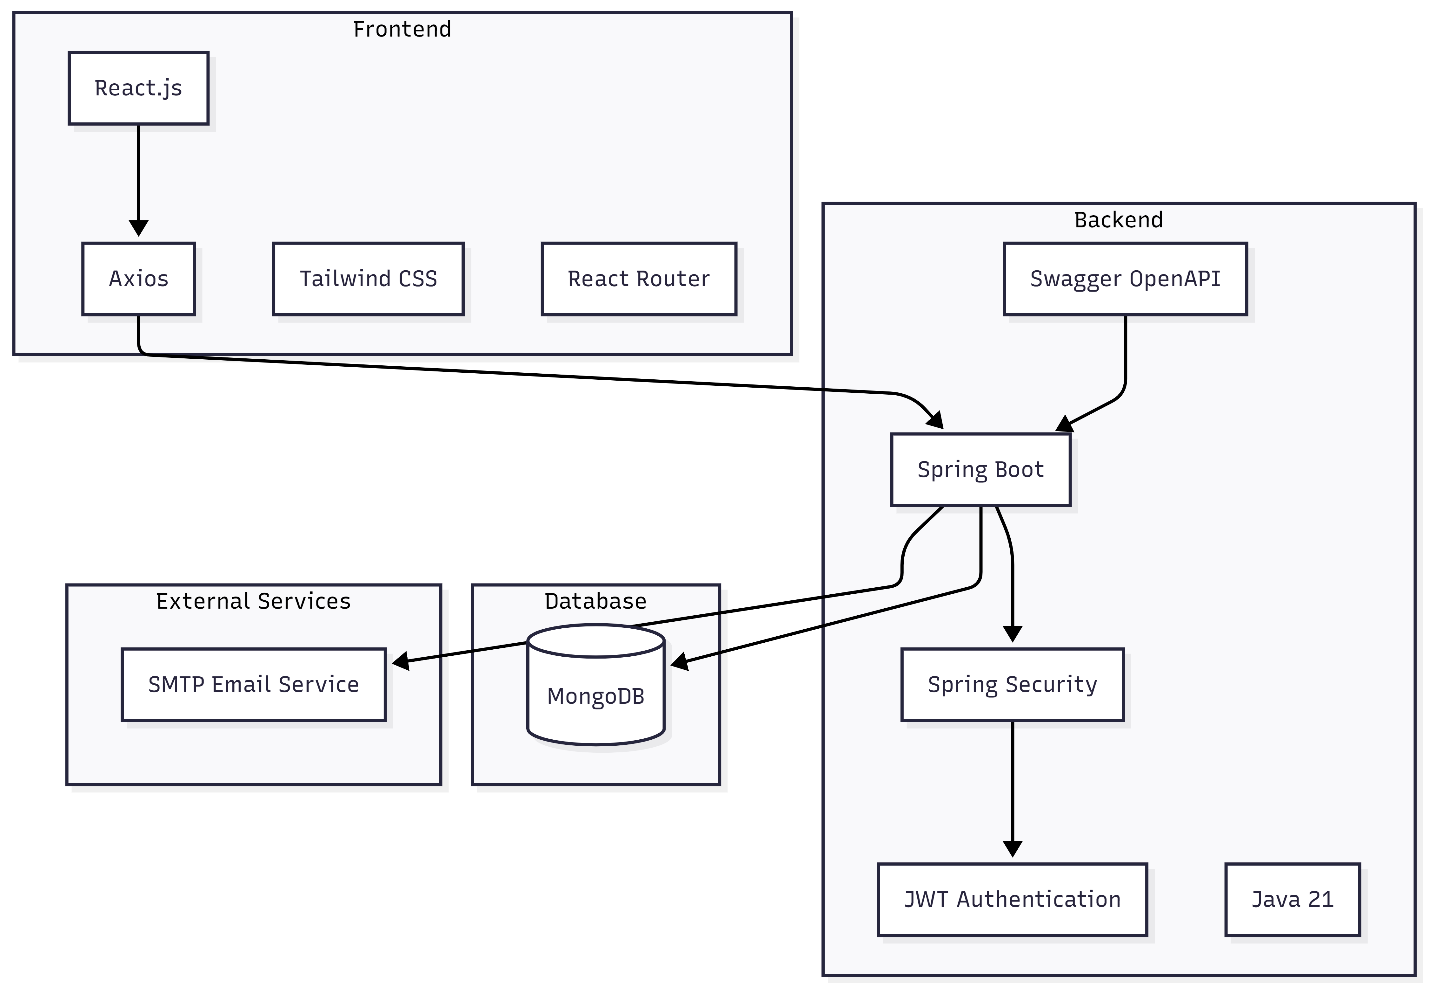 Frontend
React.js
Axios
Tailwind CSS
React Router
Backend
Swagger OpenAPI
Spring Boot
External Services
SMTP Email Service
Database
MongoDB
Spring Security
JWT Authentication
Java 21